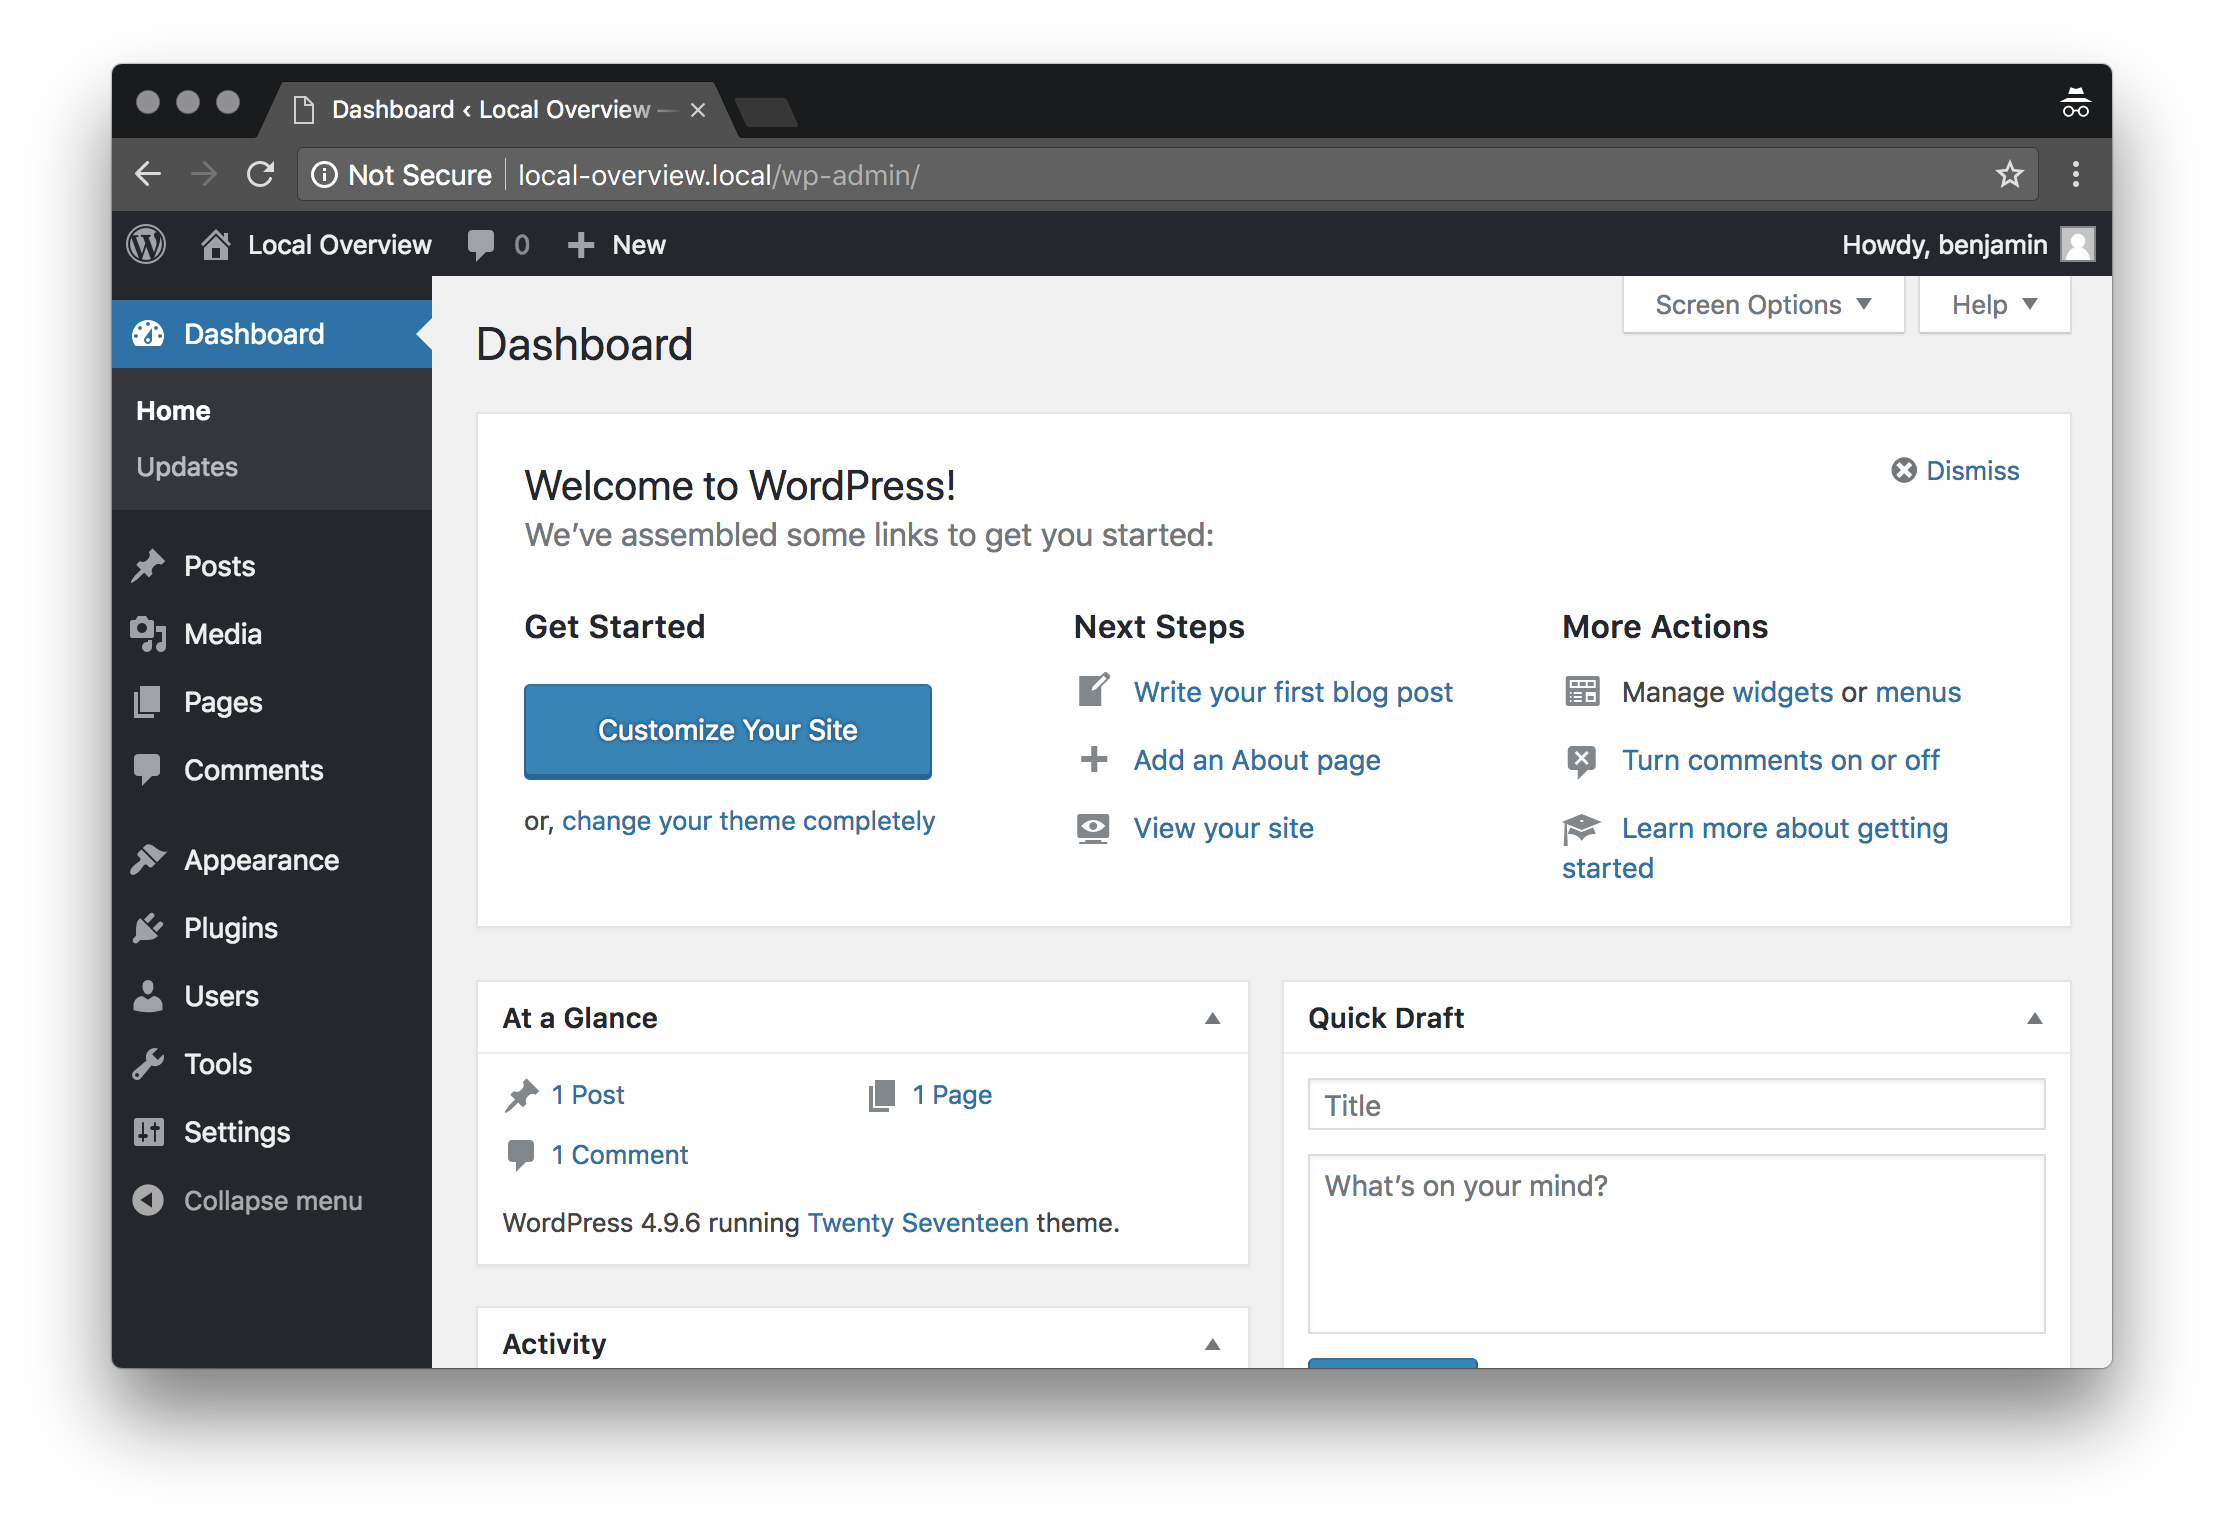 Dashboard ‹ Local Overview —
Not Secure local-overview.local/wp-admin/
Local Overview 0 New Howdy, benjamin
Screen Options Help
Dashboard
Home
Updates
Posts
Media
Pages
Comments
Appearance
Plugins
Users
Tools
Settings
Collapse menu
Dashboard
Welcome to WordPress!
Dismiss
We’ve assembled some links to get you started:
Get Started
Customize Your Site
or, change your theme completely
Next Steps
Write your first blog post
Add an About page
View your site
More Actions
Manage widgets or menus
Turn comments on or off
Learn more about getting
started
At a Glance
1 Post
1 Page
1 Comment
WordPress 4.9.6 running Twenty Seventeen theme.
Activity
Quick Draft
Title
What’s on your mind?